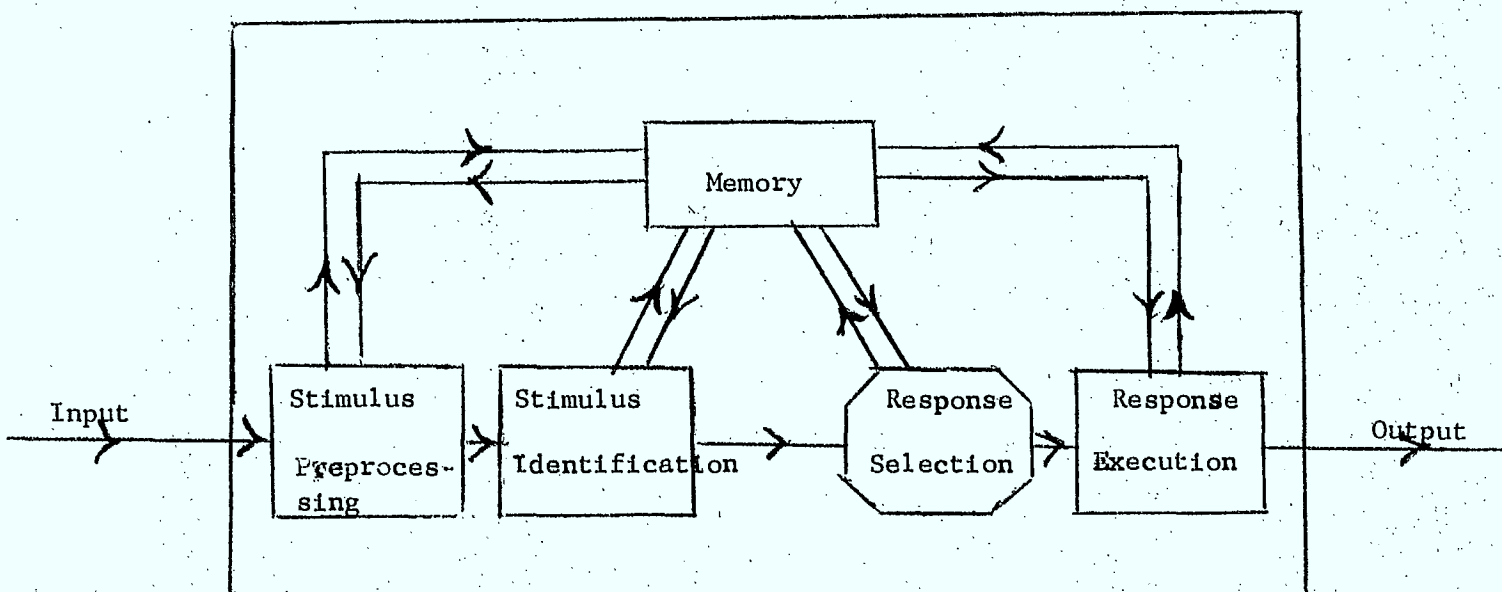 Memory
Input
Stimulus
Preproces-
sing
Stimulus
Identification
Response
Selection
Response
Execution
Output